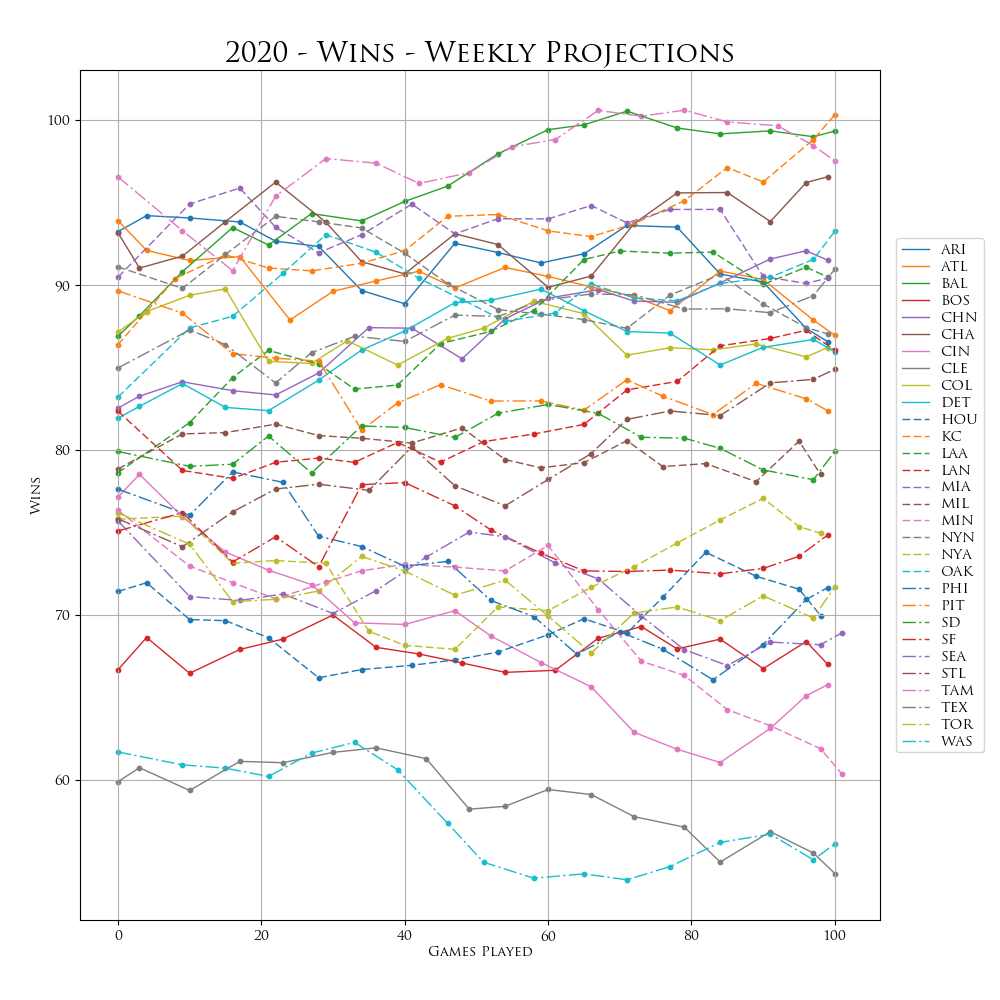 2020 - Wins - Weekly Projections
100
90
80
70
60
Wins
0
20
40
60
80
100
Games Played
ARI
ATL
BAL
BOS
CHN
CHA
CIN
CLE
COL
DET
HOU
KC
LAA
LAN
MIA
MIL
MIN
NYN
NYA
OAK
PHI
PIT
SD
SF
SEA
STL
TAM
TEX
TOR
WAS